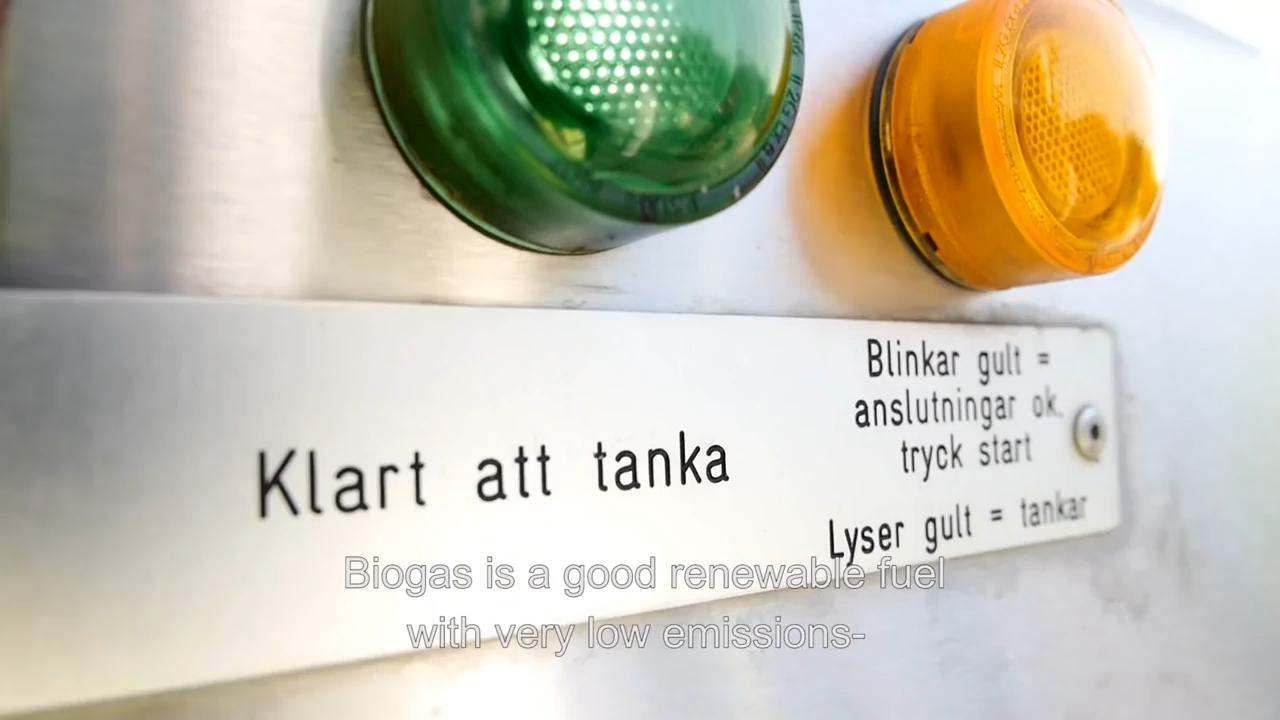 Klart att tanka
Blinkar gult =
anslutningar ok.
tryck start
Lyser gult = tankar
Biogas is a good renewable fuel
with very low emissions-